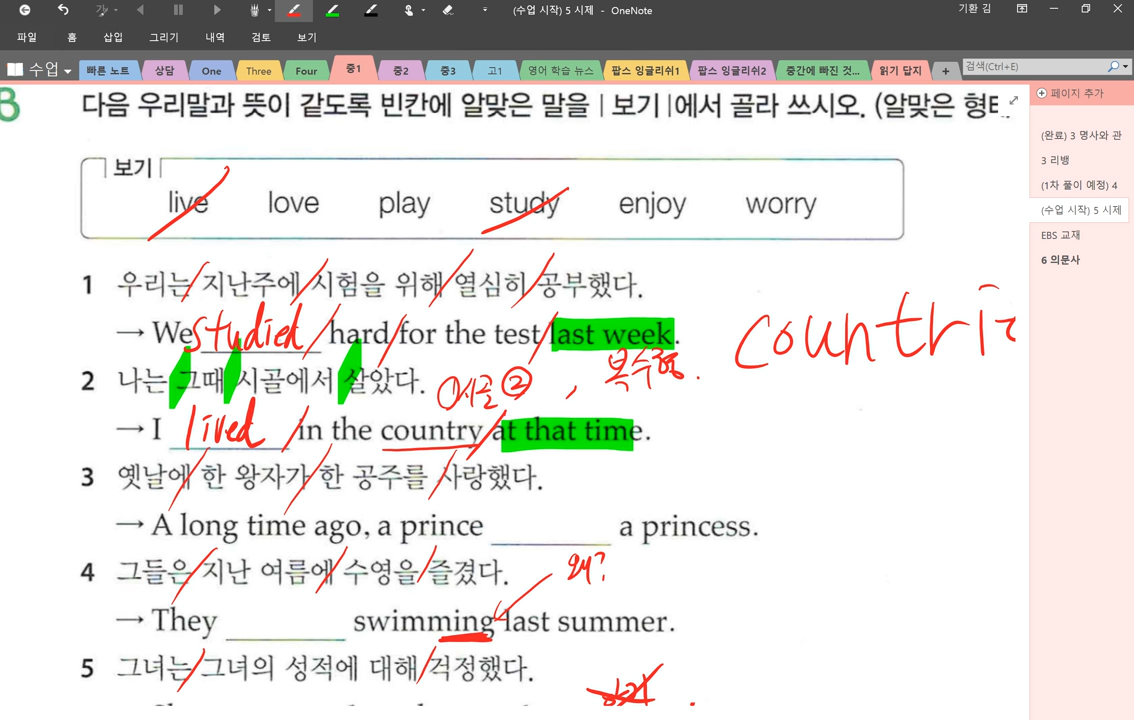 (수업 시작) 5 시제 - OneNote
기환 김
파일 홈 삽입 그리기 내역 검토 보기
수업 빠른 노트 상담 One Three Four 중1 중2 중3 고1 영어 학습 뉴스 팝스 잉글리쉬1 팝스 잉글리쉬2 중간에 빠진 것... 읽기 답지 + 검색(Ctrl+E)
페이지 추가
(완료) 3 명사와 관
3 리뱅
(1차 풀이 예정) 4
(수업 시작) 5 시제
EBS 교재
6 의문사
B 다음 우리말과 뜻이 같도록 빈칸에 알맞은 말을 |보기|에서 골라 쓰시오. (알맞은 형태
보기
live love play study enjoy worry
1 우리는 지난주에 시험을 위해 열심히 공부했다.
→ We studied hard for the test last week.
countrie
2 나는 그때 시골에서 살았다.
① 시골 ② , 복수형.
→ I lived in the country at that time.
3 옛날에 한 왕자가 한 공주를 사랑했다.
→ A long time ago, a prince ________ a princess.
4 그들은 지난 여름에 수영을 즐겼다.
왜?
→ They ________ swimming last summer.
5 그녀는 그녀의 성적에 대해 걱정했다.